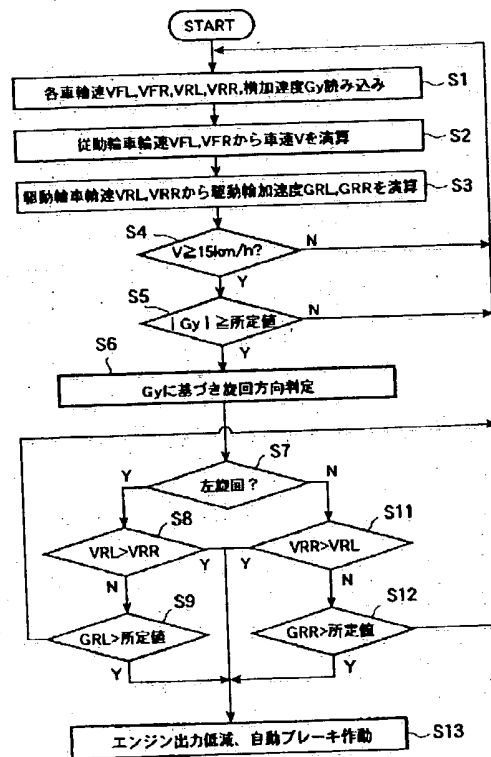 START
各車輪速VFL,VFR,VRL,VRR,横加速度Gy読み込み
S1
従動輪車輪速VFL,VFRから車速Vを演算
S2
駆動輪車輪速VRL,VRRから駆動輪加速度GRL,GRRを演算
S3
S4
V≧15km/h?
N
Y
S5
|Gy|≧所定値
N
Y
S6
Gyに基づき旋回方向判定
S7
左旋回?
Y
N
S8
VRL>VRR
Y
N
S11
VRR>VRL
Y
N
S9
GRL>所定値
Y
S12
GRR>所定値
Y
エンジン出力低減、自動ブレーキ作動
S13